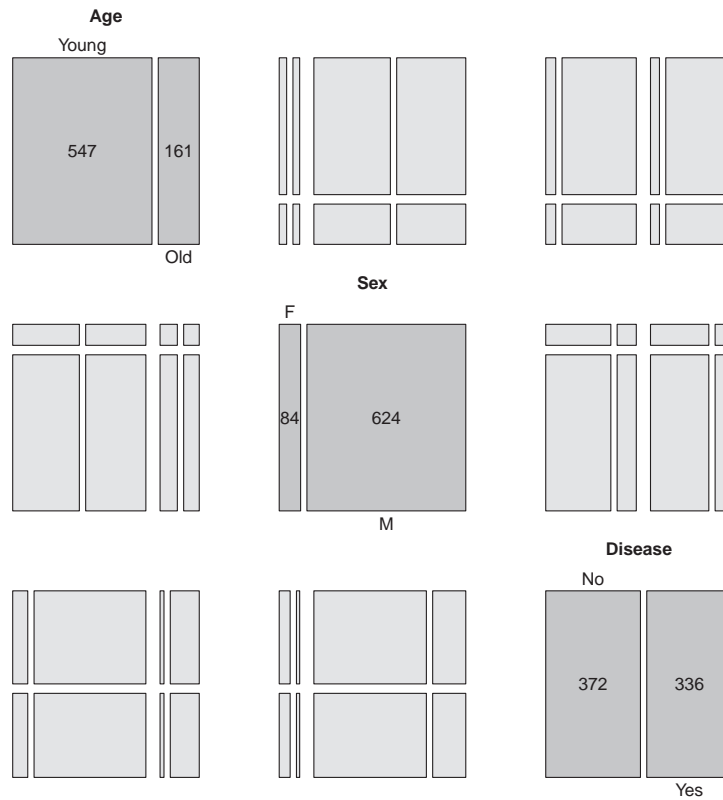 Age
Young
547 161
Old
Sex
F
84 624
M
Disease
No
372 336
Yes